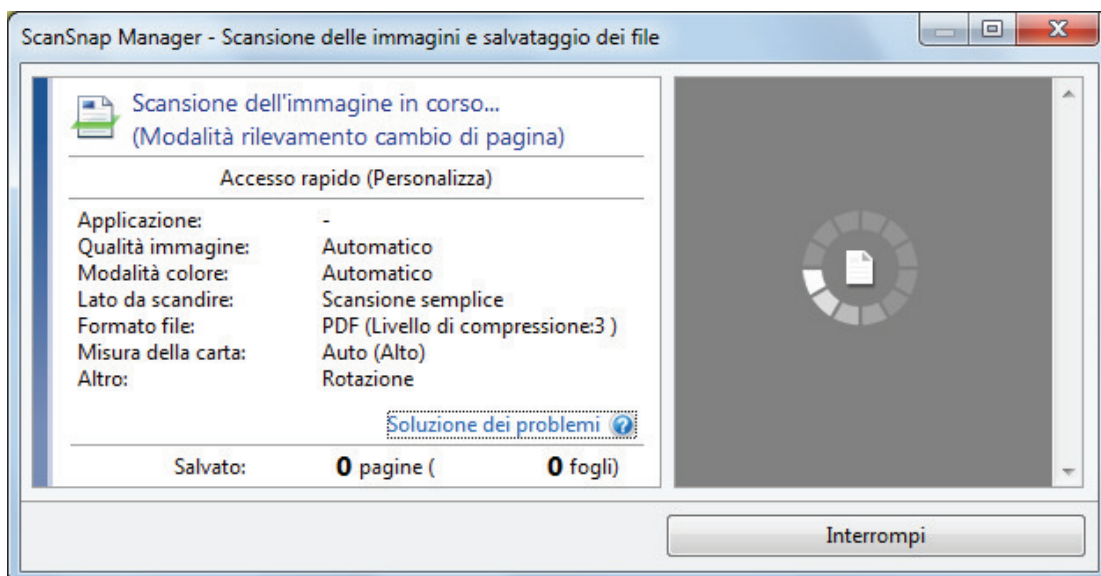 ScanSnap Manager - Scansione delle immagini e salvataggio dei file
Scansione dell'immagine in corso...
(Modalità rilevamento cambio di pagina)
Accesso rapido (Personalizza)
Applicazione: -
Qualità immagine: Automatico
Modalità colore: Automatico
Lato da scandire: Scansione semplice
Formato file: PDF (Livello di compressione:3 )
Misura della carta: Auto (Alto)
Altro: Rotazione
Soluzione dei problemi ?
Salvato: 0 pagine ( 0 fogli)
Interrompi